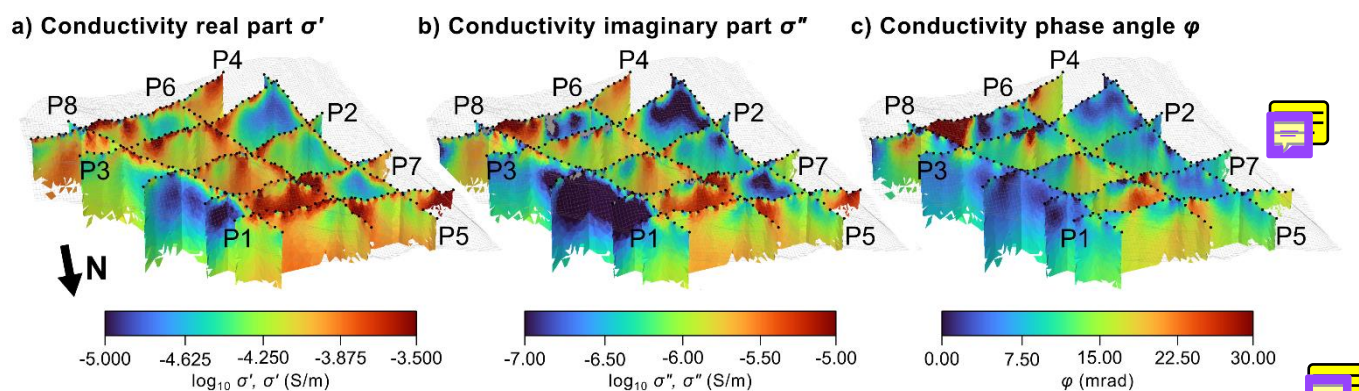 a) Conductivity real part σ′
P4
P6
P8
P2
P3
P7
P1
P5
N
-5.000 -4.625 -4.250 -3.875 -3.500
log₁₀ σ′, σ′ (S/m)
b) Conductivity imaginary part σ″
P4
P6
P8
P2
P3
P7
P1
P5
-7.00 -6.50 -6.00 -5.50 -5.00
log₁₀ σ″, σ″ (S/m)
c) Conductivity phase angle φ
P4
P6
P8
P2
P3
P7
P1
P5
0.00 7.50 15.00 22.50 30.00
φ (mrad)